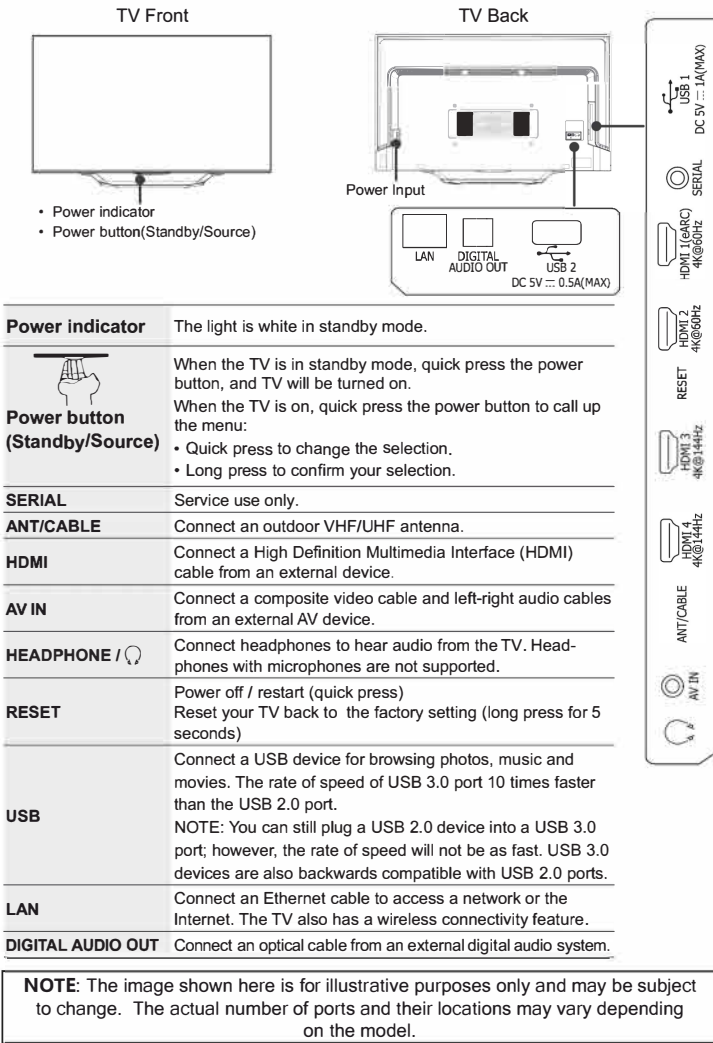 TV Front
TV Back
Power Input
• Power indicator
• Power button(Standby/Source)
LAN
DIGITAL
AUDIO OUT
USB 2
DC 5V ⎓ 0.5A(MAX)
USB 1
DC 5V ⎓ 1A(MAX)
SERIAL
HDMI 1(eARC)
4K@60Hz
HDMI 2
4K@60Hz
RESET
HDMI 3
4K@144Hz
HDMI 4
4K@144Hz
ANT/CABLE
AV IN
Power indicator
The light is white in standby mode.
Power button
(Standby/Source)
When the TV is in standby mode, quick press the power
button, and TV will be turned on.
When the TV is on, quick press the power button to call up
the menu:
• Quick press to change the selection.
• Long press to confirm your selection.
SERIAL
Service use only.
ANT/CABLE
Connect an outdoor VHF/UHF antenna.
HDMI
Connect a High Definition Multimedia Interface (HDMI)
cable from an external device.
AV IN
Connect a composite video cable and left-right audio cables
from an external AV device.
HEADPHONE /
Connect headphones to hear audio from the TV. Head-
phones with microphones are not supported.
RESET
Power off / restart (quick press)
Reset your TV back to the factory setting (long press for 5
seconds)
USB
Connect a USB device for browsing photos, music and
movies. The rate of speed of USB 3.0 port 10 times faster
than the USB 2.0 port.
NOTE: You can still plug a USB 2.0 device into a USB 3.0
port; however, the rate of speed will not be as fast. USB 3.0
devices are also backwards compatible with USB 2.0 ports.
LAN
Connect an Ethernet cable to access a network or the
Internet. The TV also has a wireless connectivity feature.
DIGITAL AUDIO OUT
Connect an optical cable from an external digital audio system.
NOTE: The image shown here is for illustrative purposes only and may be subject
to change. The actual number of ports and their locations may vary depending
on the model.